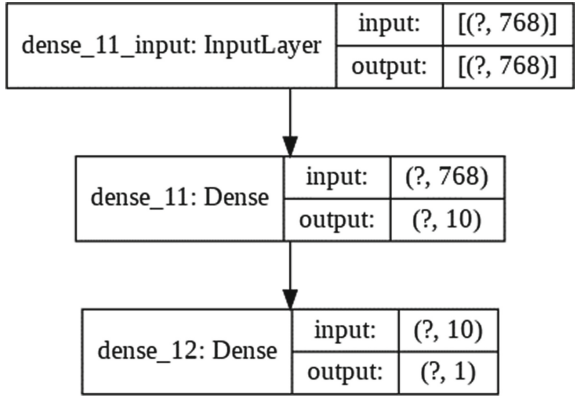 dense_11_input: InputLayer
input: [(?, 768)]
output: [(?, 768)]
dense_11: Dense
input: (?, 768)
output: (?, 10)
dense_12: Dense
input: (?, 10)
output: (?, 1)